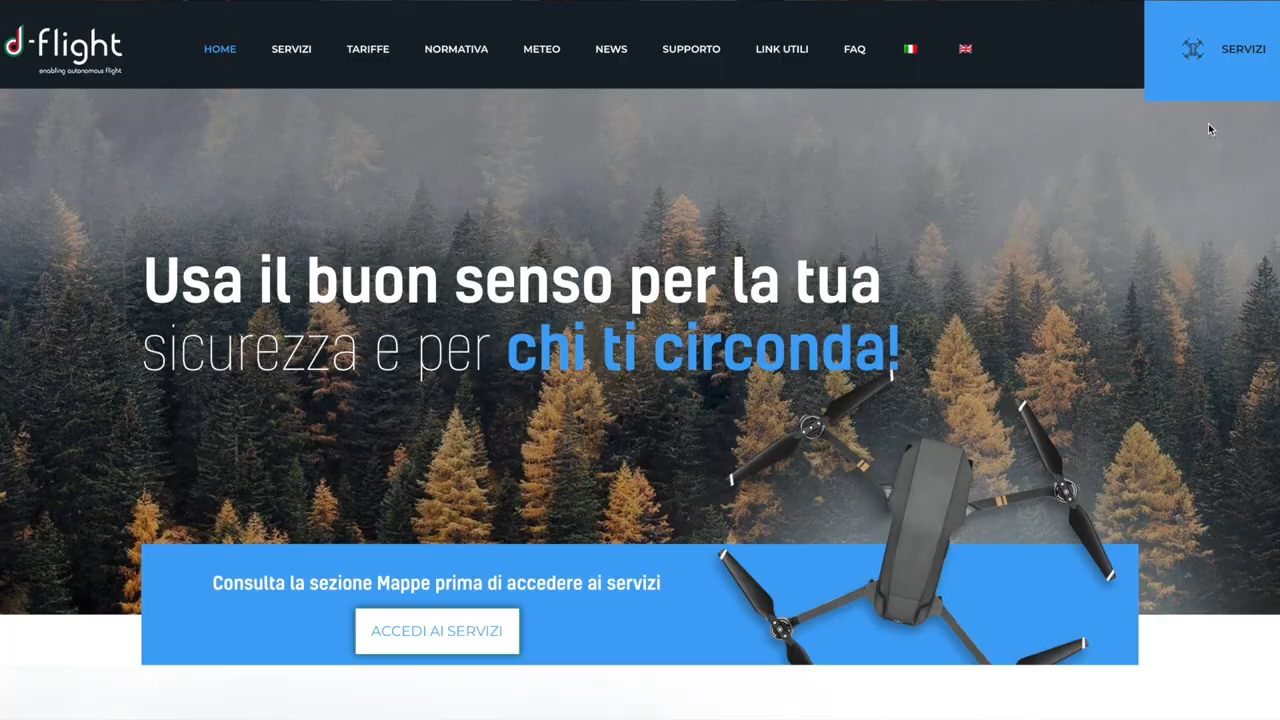 d-flight
enabling autonomous flight
HOME SERVIZI TARIFFE NORMATIVA METEO NEWS SUPPORTO LINK UTILI FAQ
SERVIZI
Usa il buon senso per la tua
sicurezza e per chi ti circonda!
Consulta la sezione Mappe prima di accedere ai servizi
ACCEDI AI SERVIZI